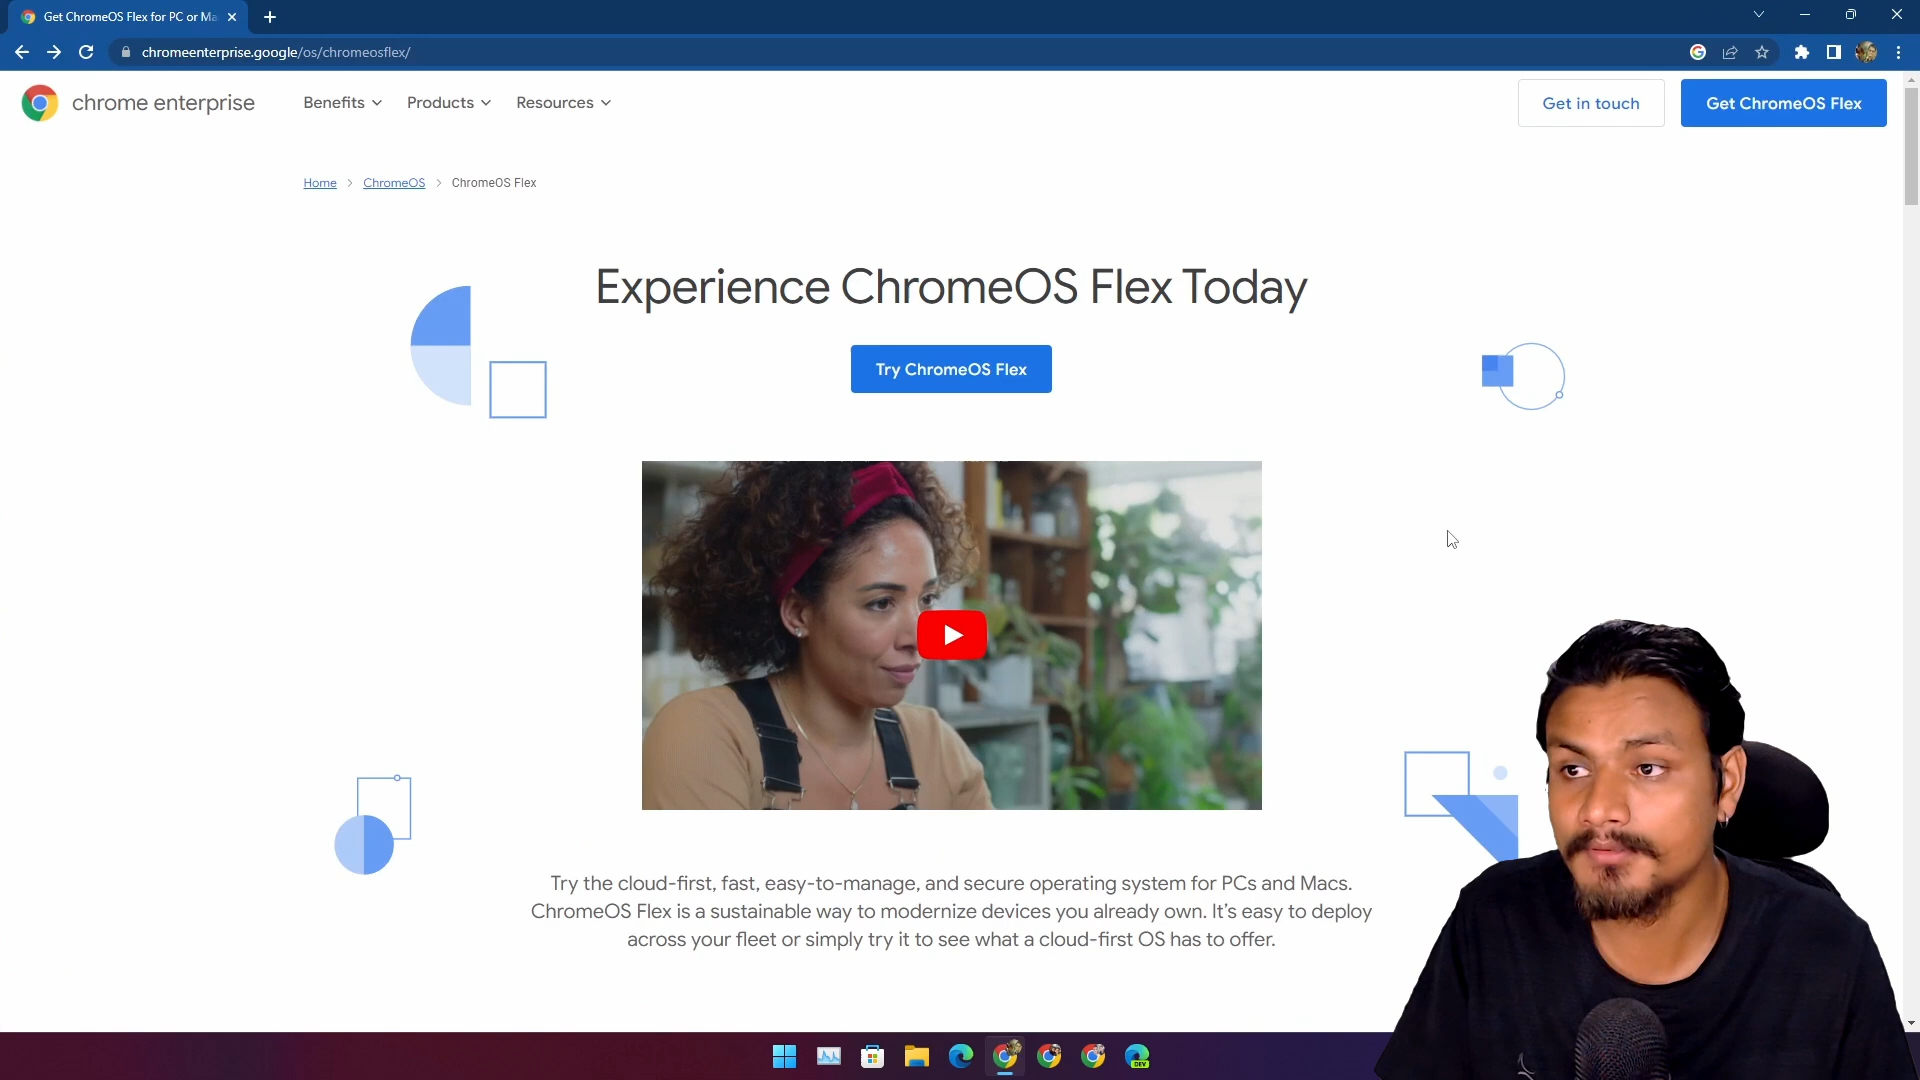 Get ChromeOS Flex for PC or Ma
chromeenterprise.google/os/chromeosflex/
chrome enterprise
Benefits
Products
Resources
Get in touch
Get ChromeOS Flex
Home
ChromeOS
ChromeOS Flex
Experience ChromeOS Flex Today
Try ChromeOS Flex
Try the cloud-first, fast, easy-to-manage, and secure operating system for PCs and Macs.
ChromeOS Flex is a sustainable way to modernize devices you already own. It’s easy to deploy
across your fleet or simply try it to see what a cloud-first OS has to offer.
DEV